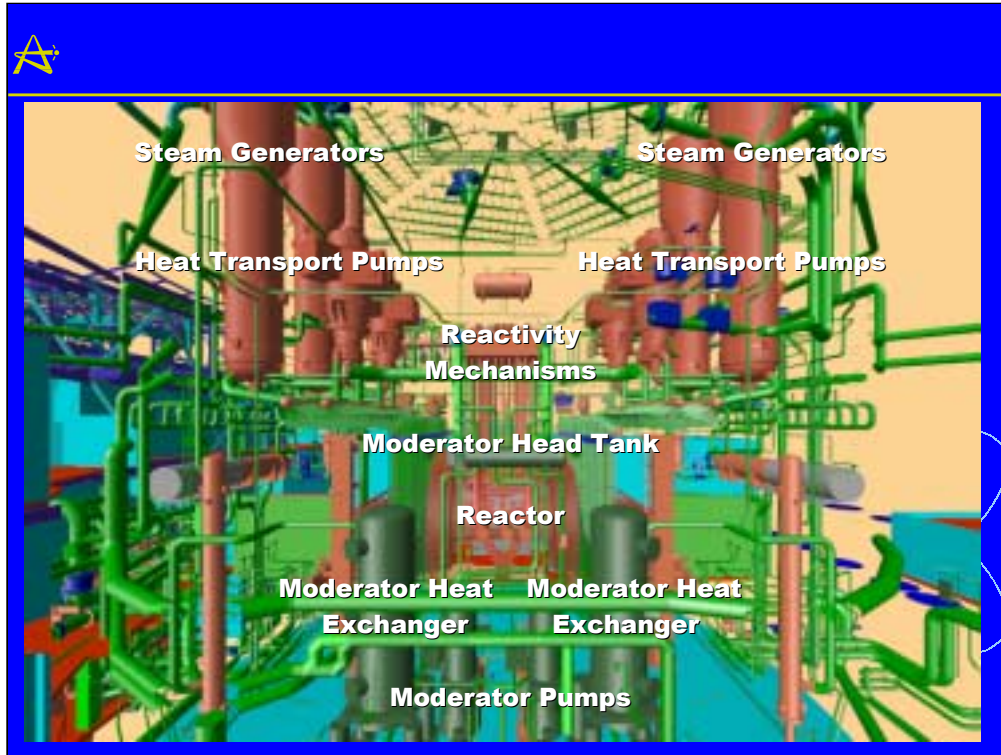 Steam Generators Steam Generators
Heat Transport Pumps Heat Transport Pumps
Reactivity
Mechanisms
Moderator Head Tank
Reactor
Moderator Heat Moderator Heat
Exchanger Exchanger
Moderator Pumps